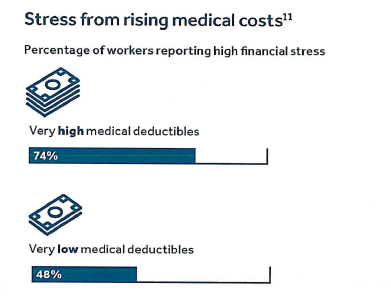 Stress from rising medical costs¹¹
Percentage of workers reporting high financial stress
Very high medical deductibles
74%
Very low medical deductibles
48%